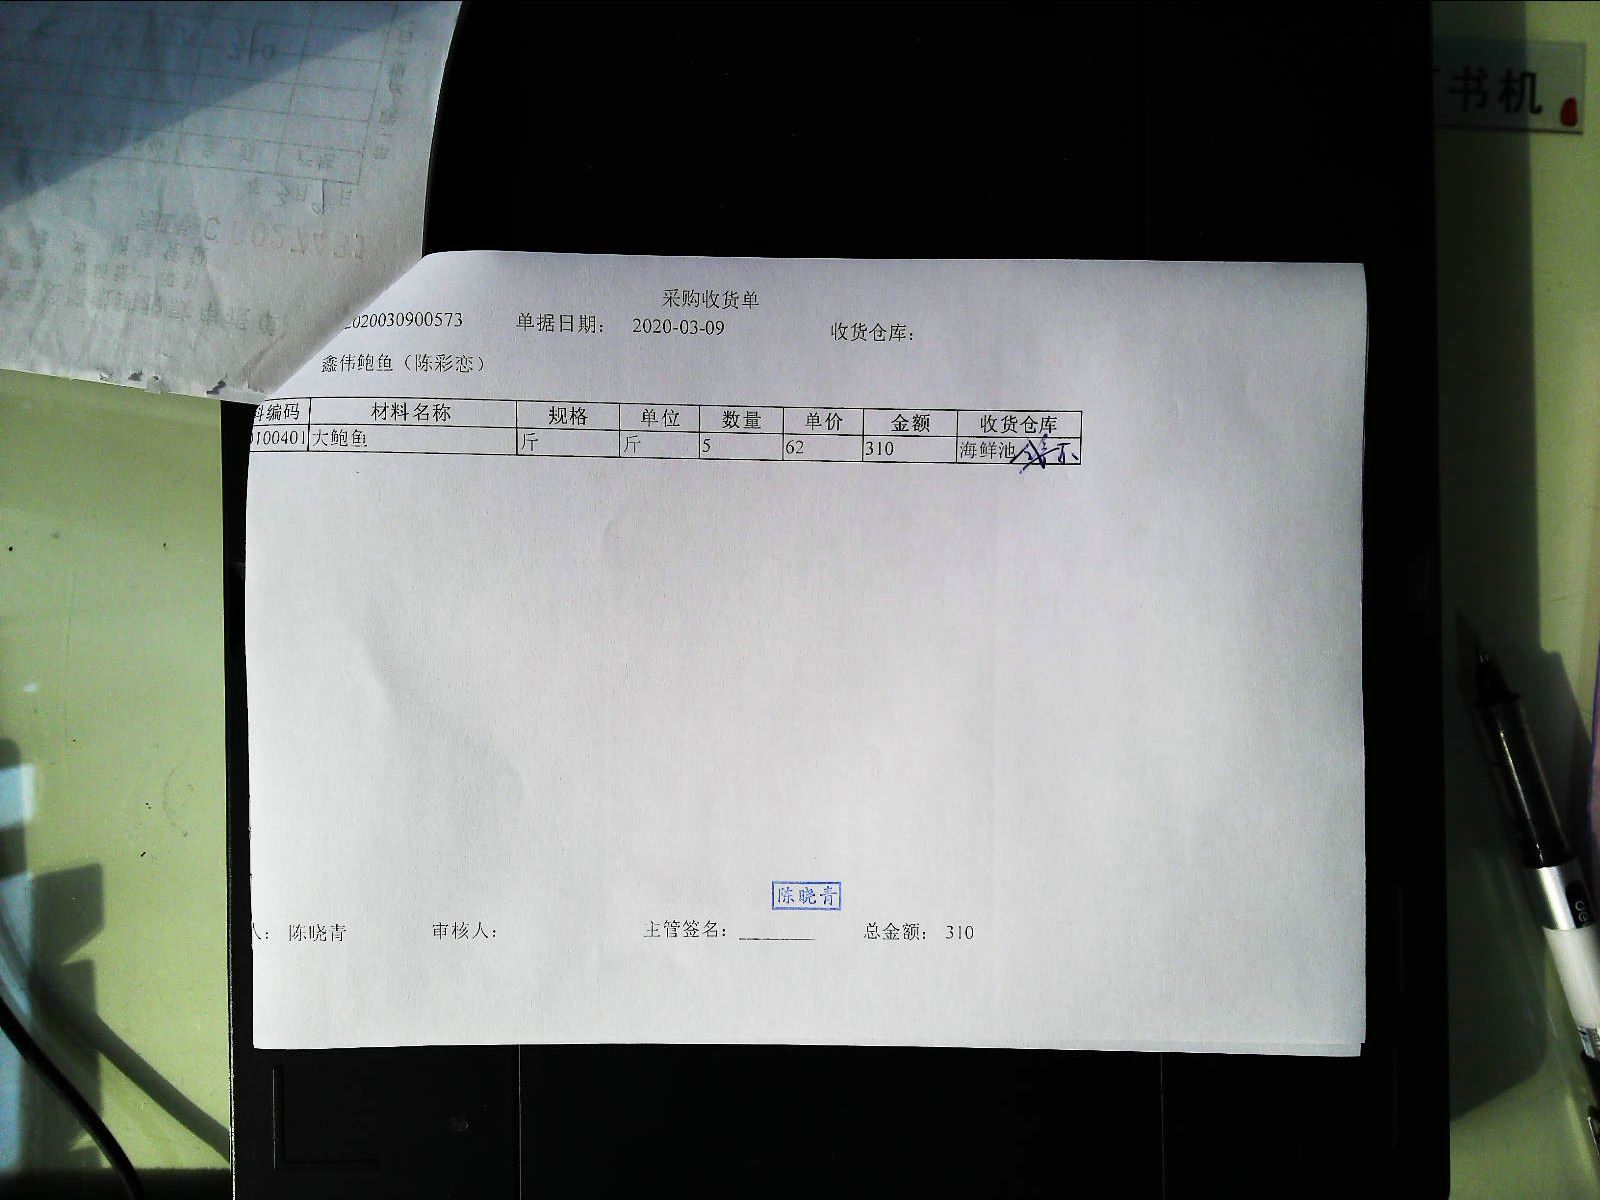 书机
采购收货单
2020030900573 单据日期： 2020-03-09 收货仓库：
鑫伟鲍鱼（陈彩恋）
料编码 材料名称 规格 单位 数量 单价 金额 收货仓库
0100401 大鲍鱼 斤 斤 5 62 310 海鲜池
陈晓青
人： 陈晓青 审核人： 主管签名： 总金额： 310